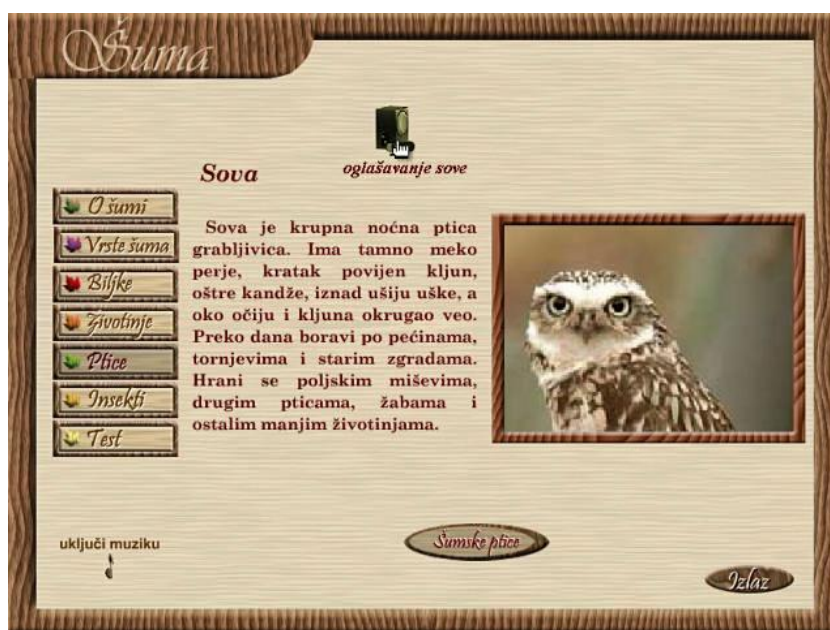 Šuma
oglašavanje sove
Sova
O šumi
Vrste šuma
Biljke
Životinje
Ptice
Insekti
Test
Sova je krupna noćna ptica
grabljivica. Ima tamno meko
perje, kratak povijen kljun,
oštre kandže, iznad ušiju uške, a
oko očiju i kljuna okrugao veo.
Preko dana boravi po pećinama,
tornjevima i starim zgradama.
Hrani se poljskim miševima,
drugim pticama, žabama i
ostalim manjim životinjama.
uključi muziku
Šumske ptice
Izlaz